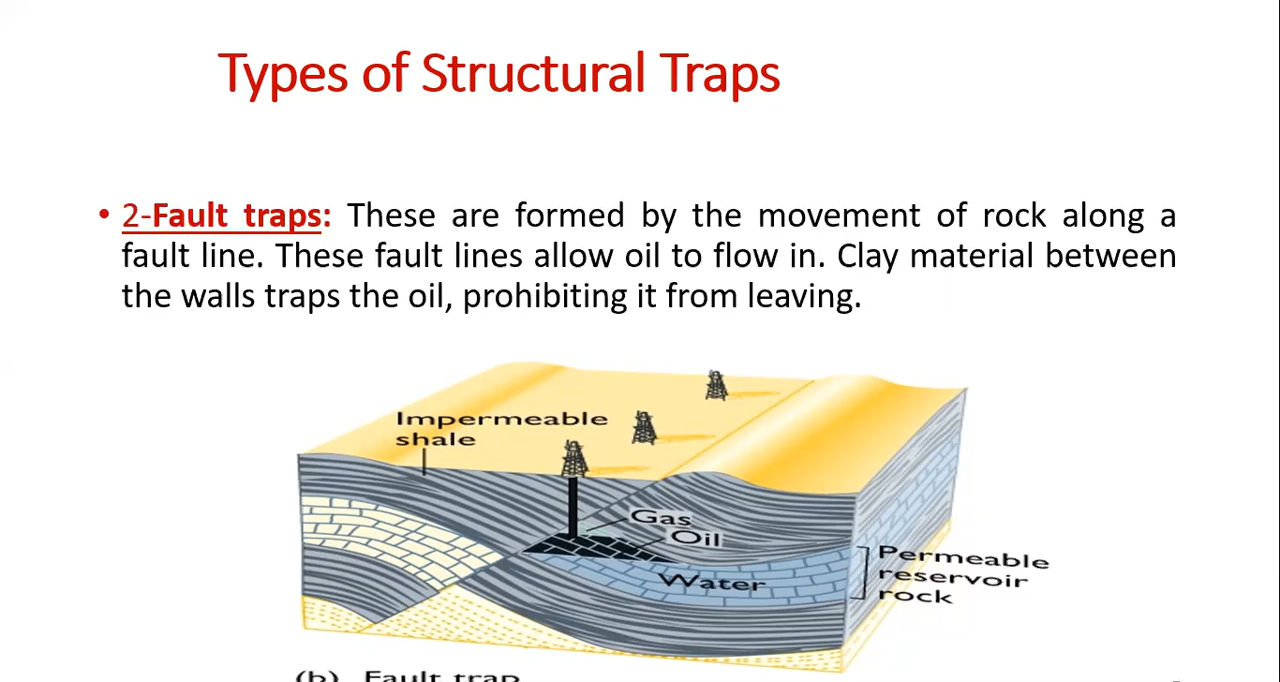 Types of Structural Traps
• 2-Fault traps: These are formed by the movement of rock along a
fault line. These fault lines allow oil to flow in. Clay material between
the walls traps the oil, prohibiting it from leaving.
Impermeable
shale
Gas
Oil
Water
Permeable
reservoir
rock
(b) Fault trap